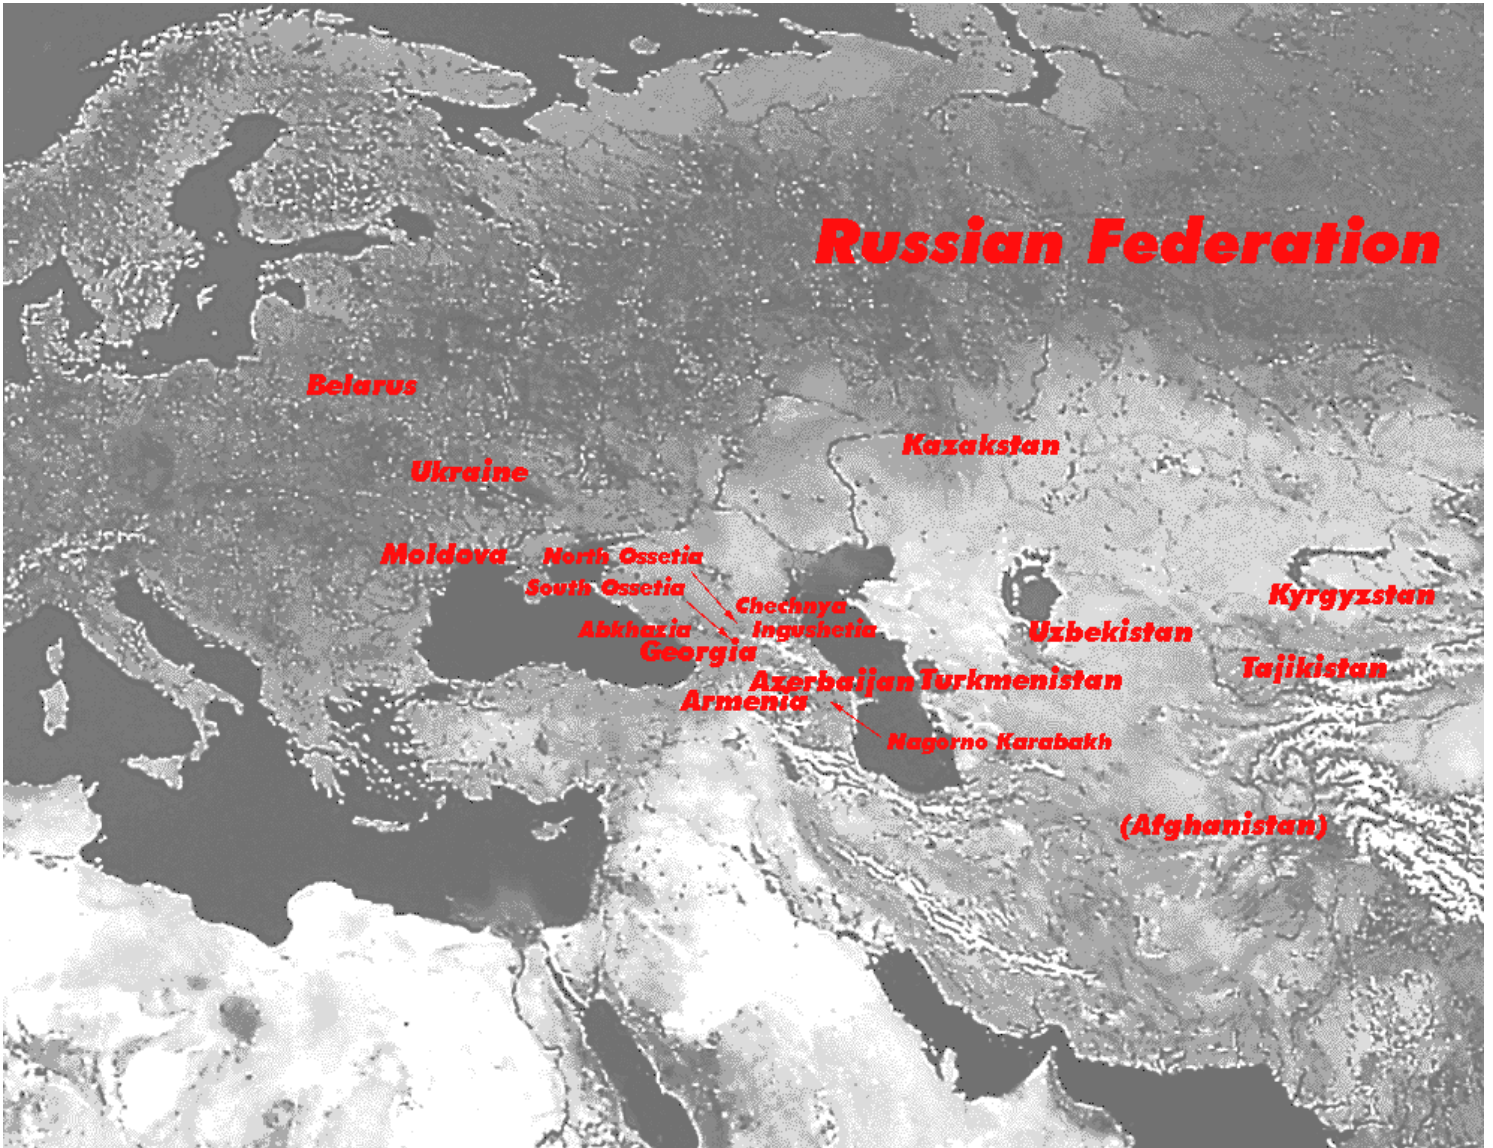 Russian Federation
Belarus
Kazakstan
Ukraine
Moldova
North Ossetia
South Ossetia
Chechnya
Kyrgyzstan
Abkhazia
Ingushetia
Uzbekistan
Georgia
Tajikistan
Azerbaijan
Turkmenistan
Armenia
Nagorno Karabakh
(Afghanistan)